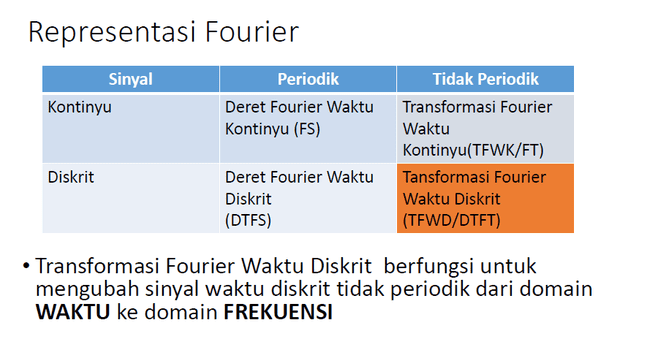 Representasi Fourier
Sinyal Periodik Tidak Periodik
Kontinyu
Deret Fourier Waktu
Kontinyu (FS)
Transformasi Fourier
Waktu
Kontinyu(TFWK/FT)
Diskrit
Deret Fourier Waktu
Diskrit
(DTFS)
Tansformasi Fourier
Waktu Diskrit
(TFWD/DTFT)
• Transformasi Fourier Waktu Diskrit berfungsi untuk
mengubah sinyal waktu diskrit tidak periodik dari domain
WAKTU ke domain FREKUENSI